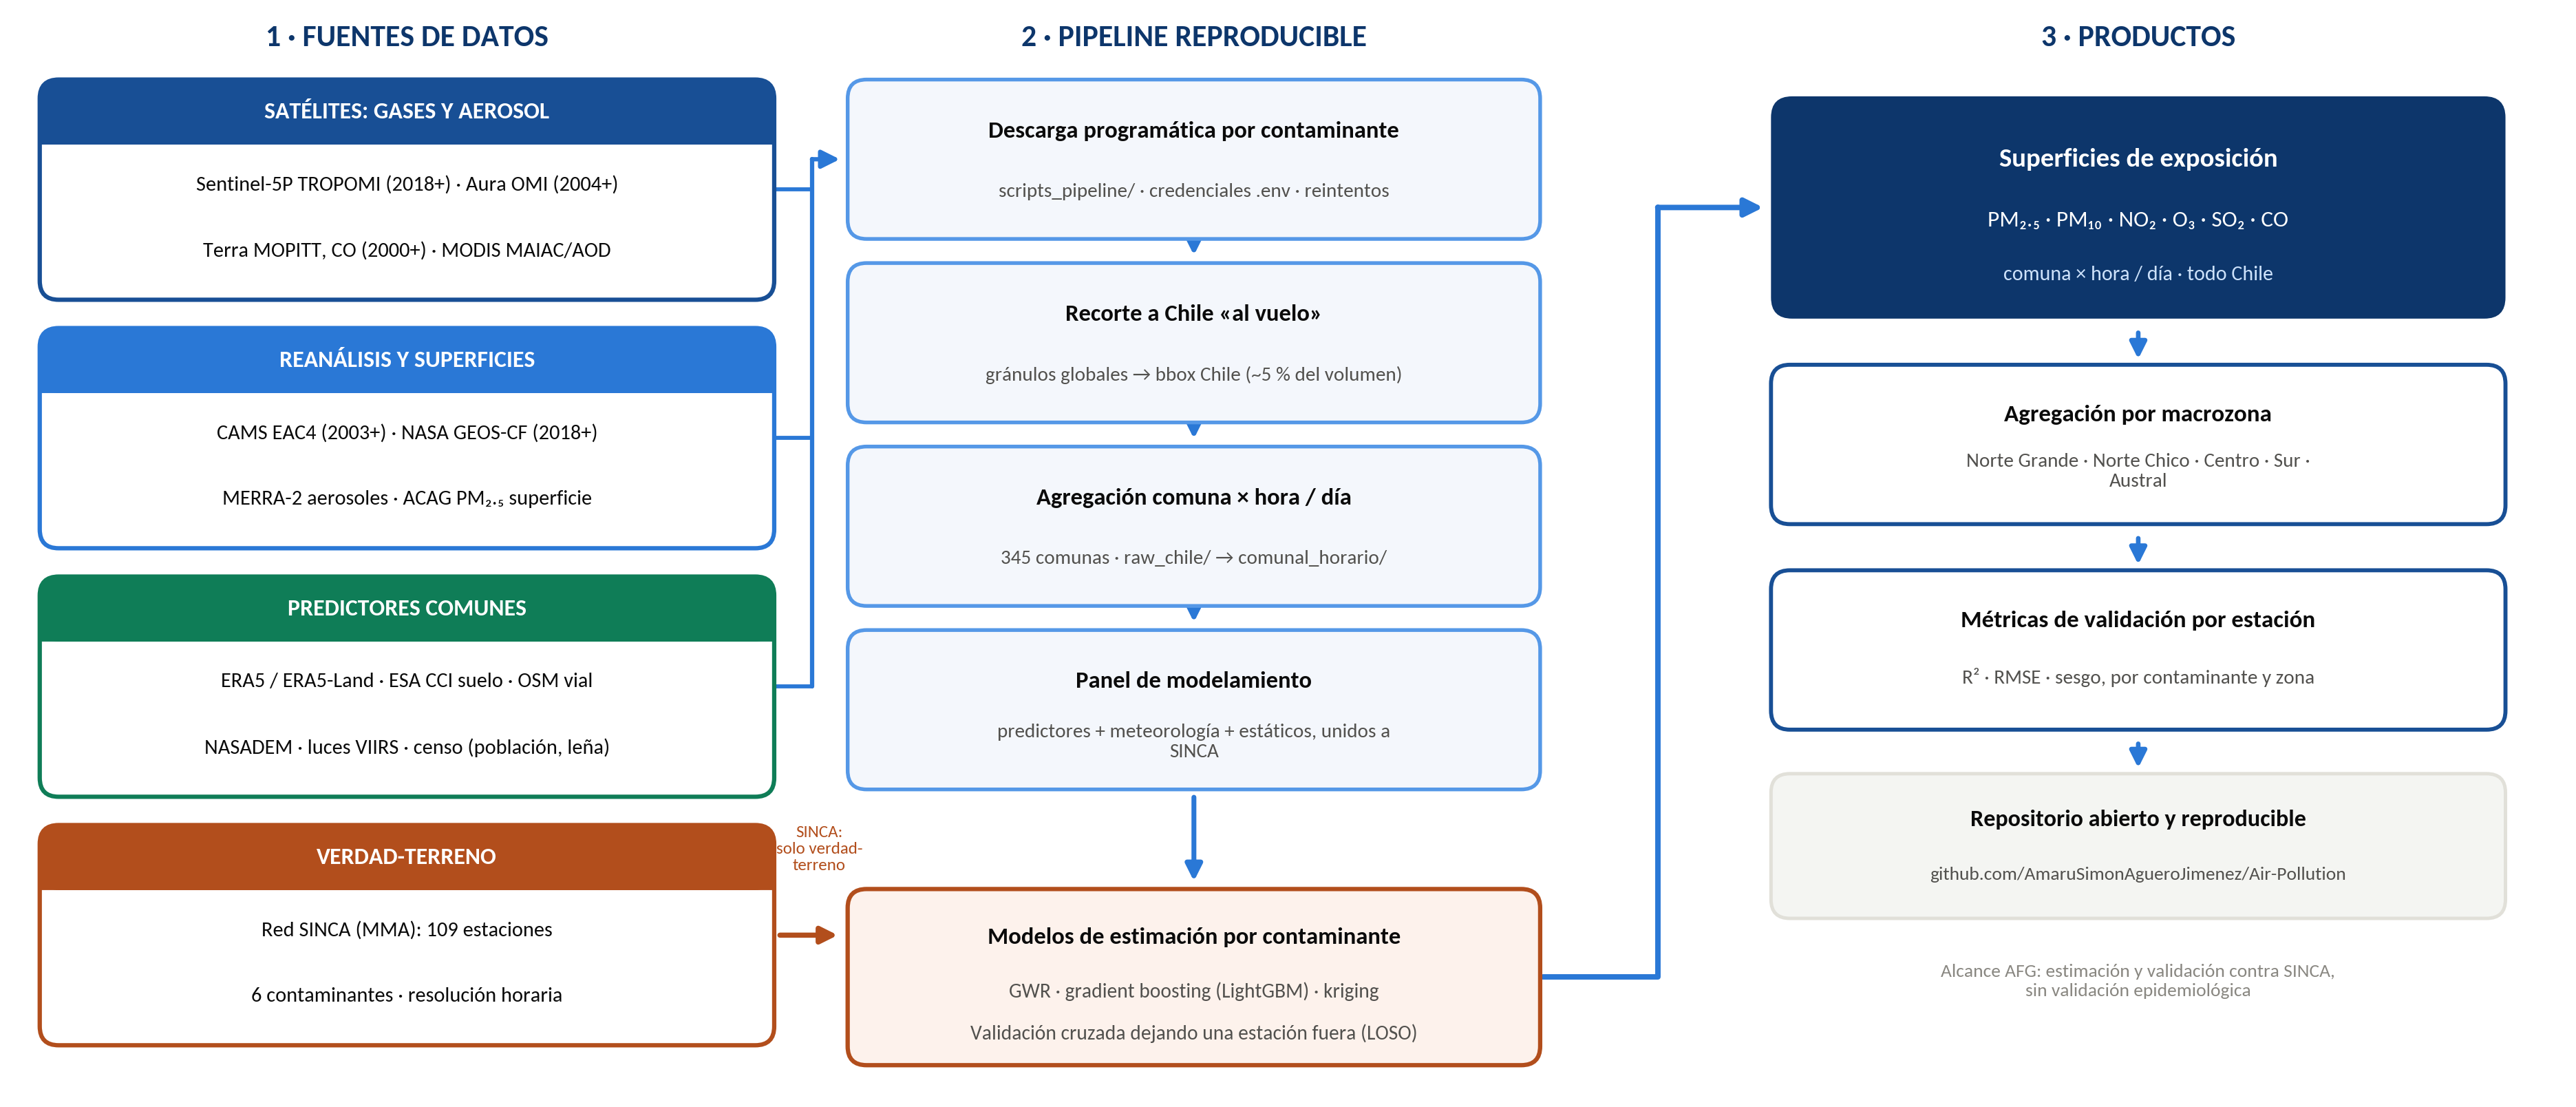 1 · FUENTES DE DATOS
SATÉLITES: GASES Y AEROSOL
Sentinel-5P TROPOMI (2018+) · Aura OMI (2004+)
Terra MOPITT, CO (2000+) · MODIS MAIAC/AOD
REANÁLISIS Y SUPERFICIES
CAMS EAC4 (2003+) · NASA GEOS-CF (2018+)
MERRA-2 aerosoles · ACAG PM₂.₅ superficie
PREDICTORES COMUNES
ERA5 / ERA5-Land · ESA CCI suelo · OSM vial
NASADEM · luces VIIRS · censo (población, leña)
VERDAD-TERRENO
Red SINCA (MMA): 109 estaciones
6 contaminantes · resolución horaria
SINCA:
solo verdad-
terreno
2 · PIPELINE REPRODUCIBLE
Descarga programática por contaminante
scripts_pipeline/ · credenciales .env · reintentos
Recorte a Chile «al vuelo»
gránulos globales → bbox Chile (~5 % del volumen)
Agregación comuna × hora / día
345 comunas · raw_chile/ → comunal_horario/
Panel de modelamiento
predictores + meteorología + estáticos, unidos a
SINCA
Modelos de estimación por contaminante
GWR · gradient boosting (LightGBM) · kriging
Validación cruzada dejando una estación fuera (LOSO)
3 · PRODUCTOS
Superficies de exposición
PM₂.₅ · PM₁₀ · NO₂ · O₃ · SO₂ · CO
comuna × hora / día · todo Chile
Agregación por macrozona
Norte Grande · Norte Chico · Centro · Sur ·
Austral
Métricas de validación por estación
R² · RMSE · sesgo, por contaminante y zona
Repositorio abierto y reproducible
github.com/AmaruSimonAgueroJimenez/Air-Pollution
Alcance AFG: estimación y validación contra SINCA,
sin validación epidemiológica